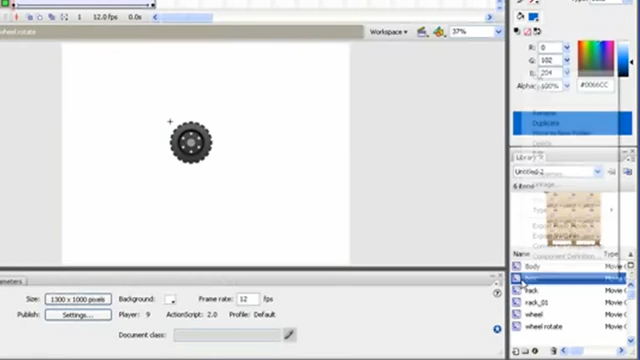 1 12.0 fps 0.0s
wheel rotate
Workspace 37%
R: 0
G: 102
B: 204
Alpha: 100% #0066CC
Duplicate
Move to New Folder
Library
Untitled-2
6 items
Name Type
Body Movie
rack Movie
rack_01 Movie
wheel Movie
wheel rotate Movie
Size: 1300 x 1000 pixels Background: Frame rate: 12 fps
Publish: Settings... Player: 9 ActionScript: 2.0 Profile: Default
Document class: